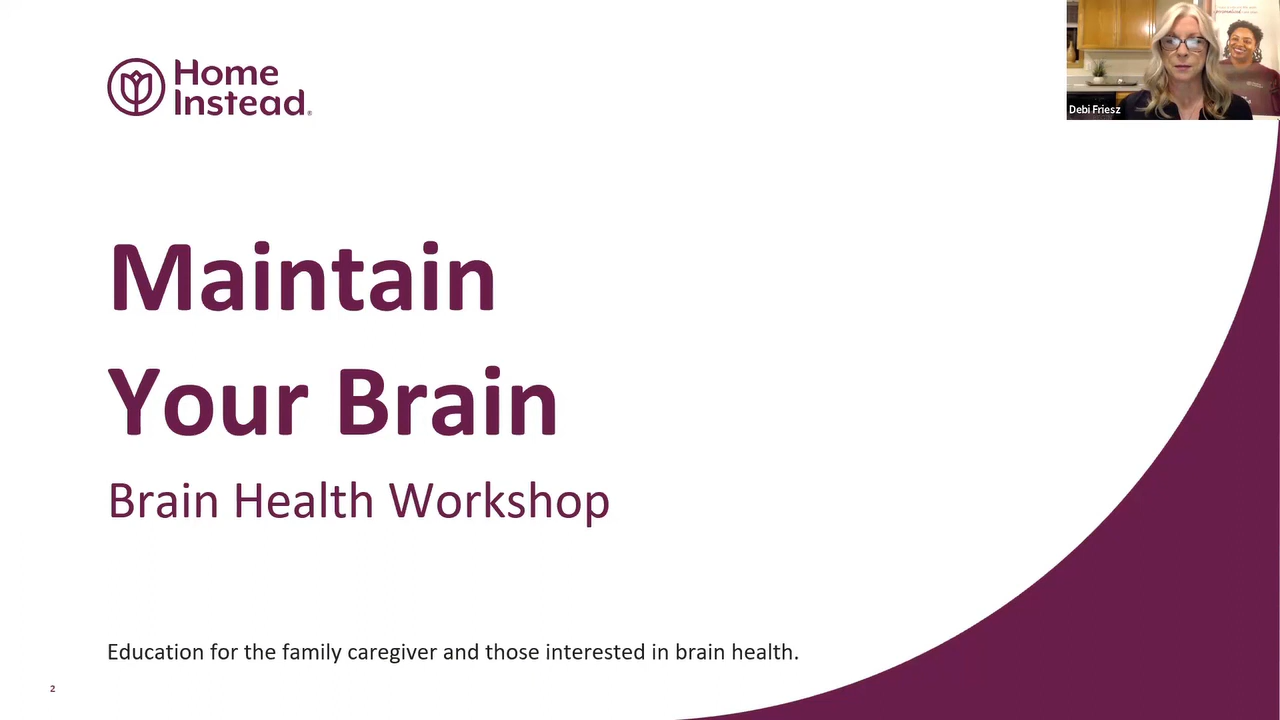 Home
Instead®
Debi Friesz
Maintain
Your Brain
Brain Health Workshop
Education for the family caregiver and those interested in brain health.
2